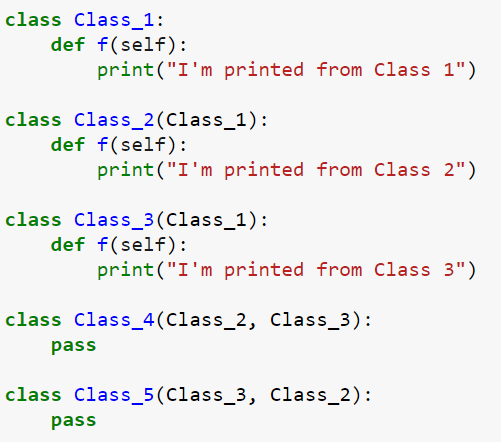 class Class_1:
    def f(self):
        print("I'm printed from Class 1")

class Class_2(Class_1):
    def f(self):
        print("I'm printed from Class 2")

class Class_3(Class_1):
    def f(self):
        print("I'm printed from Class 3")

class Class_4(Class_2, Class_3):
    pass

class Class_5(Class_3, Class_2):
    pass